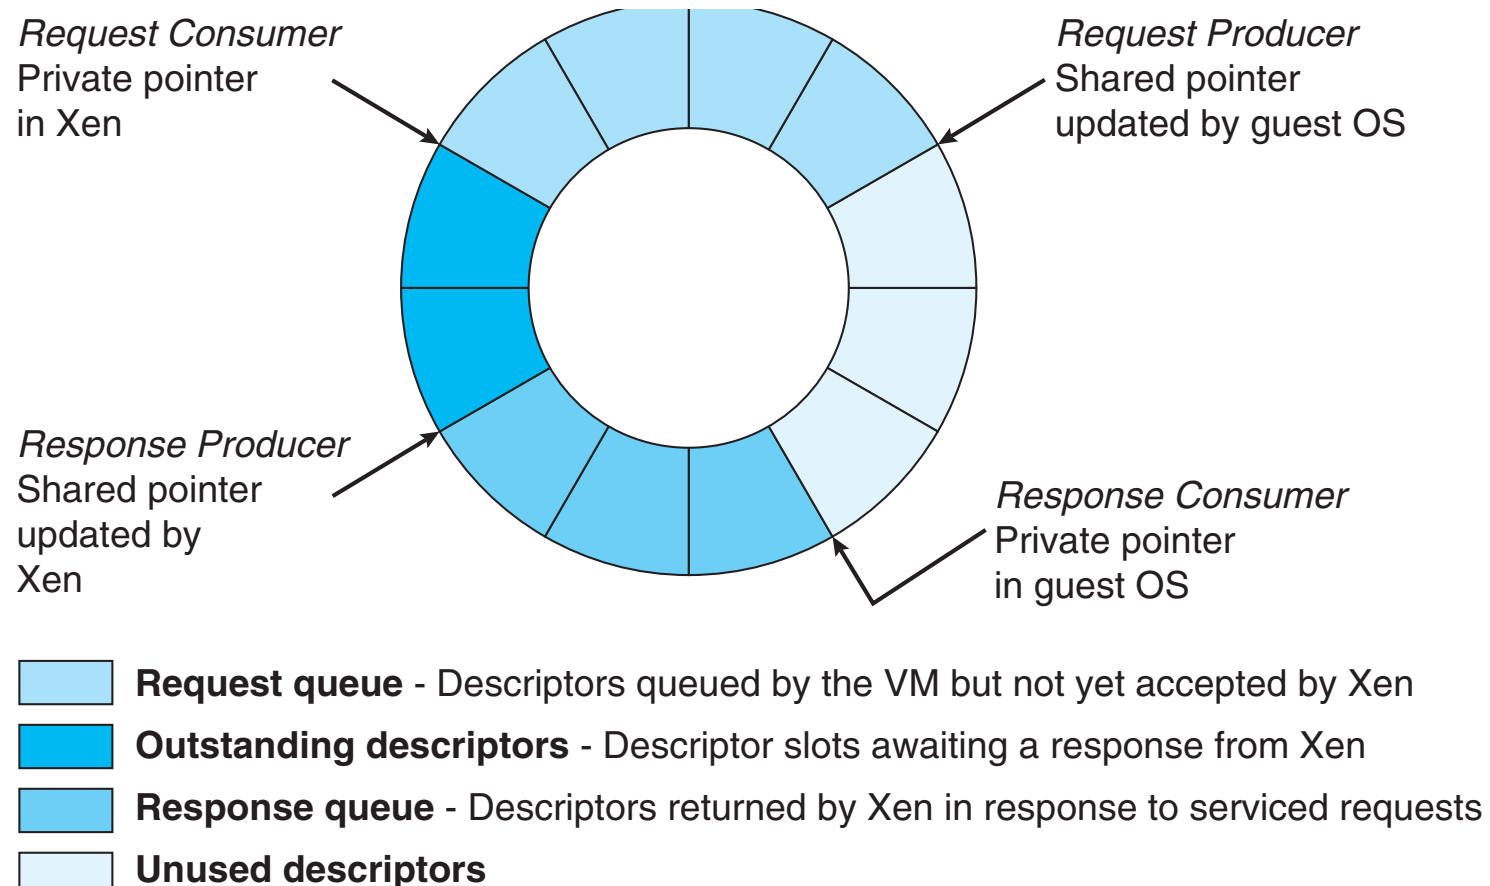 Request Consumer
Private pointer
in Xen
Request Producer
Shared pointer
updated by guest OS
Response Producer
Shared pointer
updated by
Xen
Response Consumer
Private pointer
in guest OS
Request queue - Descriptors queued by the VM but not yet accepted by Xen
Outstanding descriptors - Descriptor slots awaiting a response from Xen
Response queue - Descriptors returned by Xen in response to serviced requests
Unused descriptors